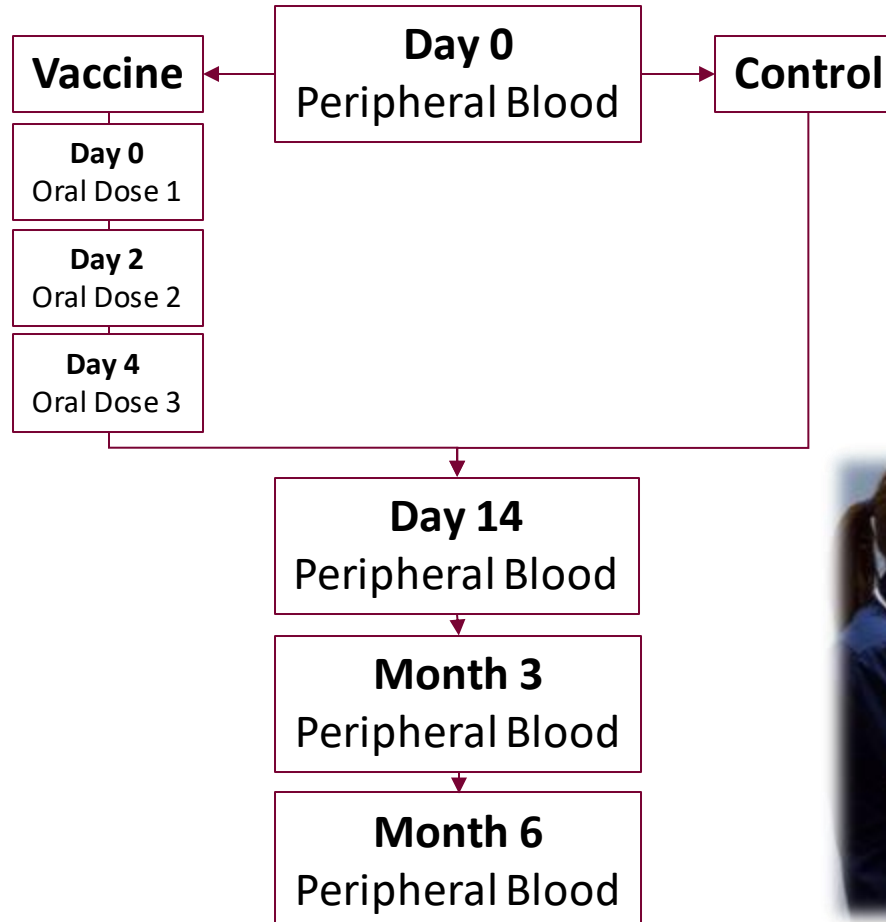 Day 0
Peripheral Blood
Vaccine
Control
Day 0
Oral Dose 1
Day 2
Oral Dose 2
Day 4
Oral Dose 3
Day 14
Peripheral Blood
Month 3
Peripheral Blood
Month 6
Peripheral Blood